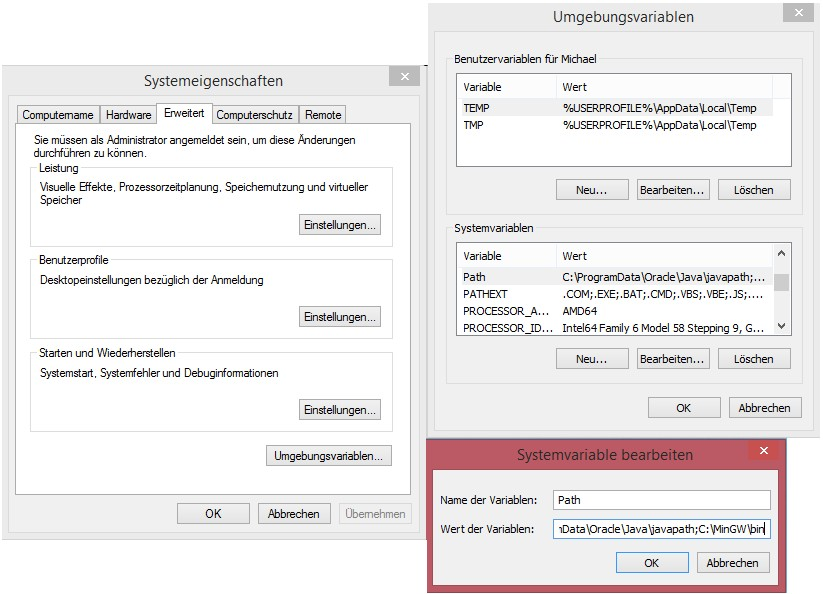 Systemeigenschaften
Computername Hardware Erweitert Computerschutz Remote
Sie müssen als Administrator angemeldet sein, um diese Änderungen
durchführen zu können.
Leistung
Visuelle Effekte, Prozessorzeitplanung, Speichernutzung und virtueller
Speicher
Einstellungen...
Benutzerprofile
Desktopeinstellungen bezüglich der Anmeldung
Einstellungen...
Starten und Wiederherstellen
Systemstart, Systemfehler und Debuginformationen
Einstellungen...
Umgebungsvariablen...
OK Abbrechen Übernehmen
Umgebungsvariablen
Benutzervariablen für Michael
Variable Wert
TEMP %USERPROFILE%\AppData\Local\Temp
TMP %USERPROFILE%\AppData\Local\Temp
Neu... Bearbeiten... Löschen
Systemvariablen
Variable Wert
Path C:\ProgramData\Oracle\Java\javapath;...
PATHEXT .COM;.EXE;.BAT;.CMD;.VBS;.VBE;.JS;....
PROCESSOR_A... AMD64
PROCESSOR_ID... Intel64 Family 6 Model 58 Stepping 9, G...
Neu... Bearbeiten... Löschen
OK Abbrechen
Systemvariable bearbeiten
Name der Variablen: Path
Wert der Variablen: nData\Oracle\Java\javapath;C:\MinGW\bin
OK Abbrechen